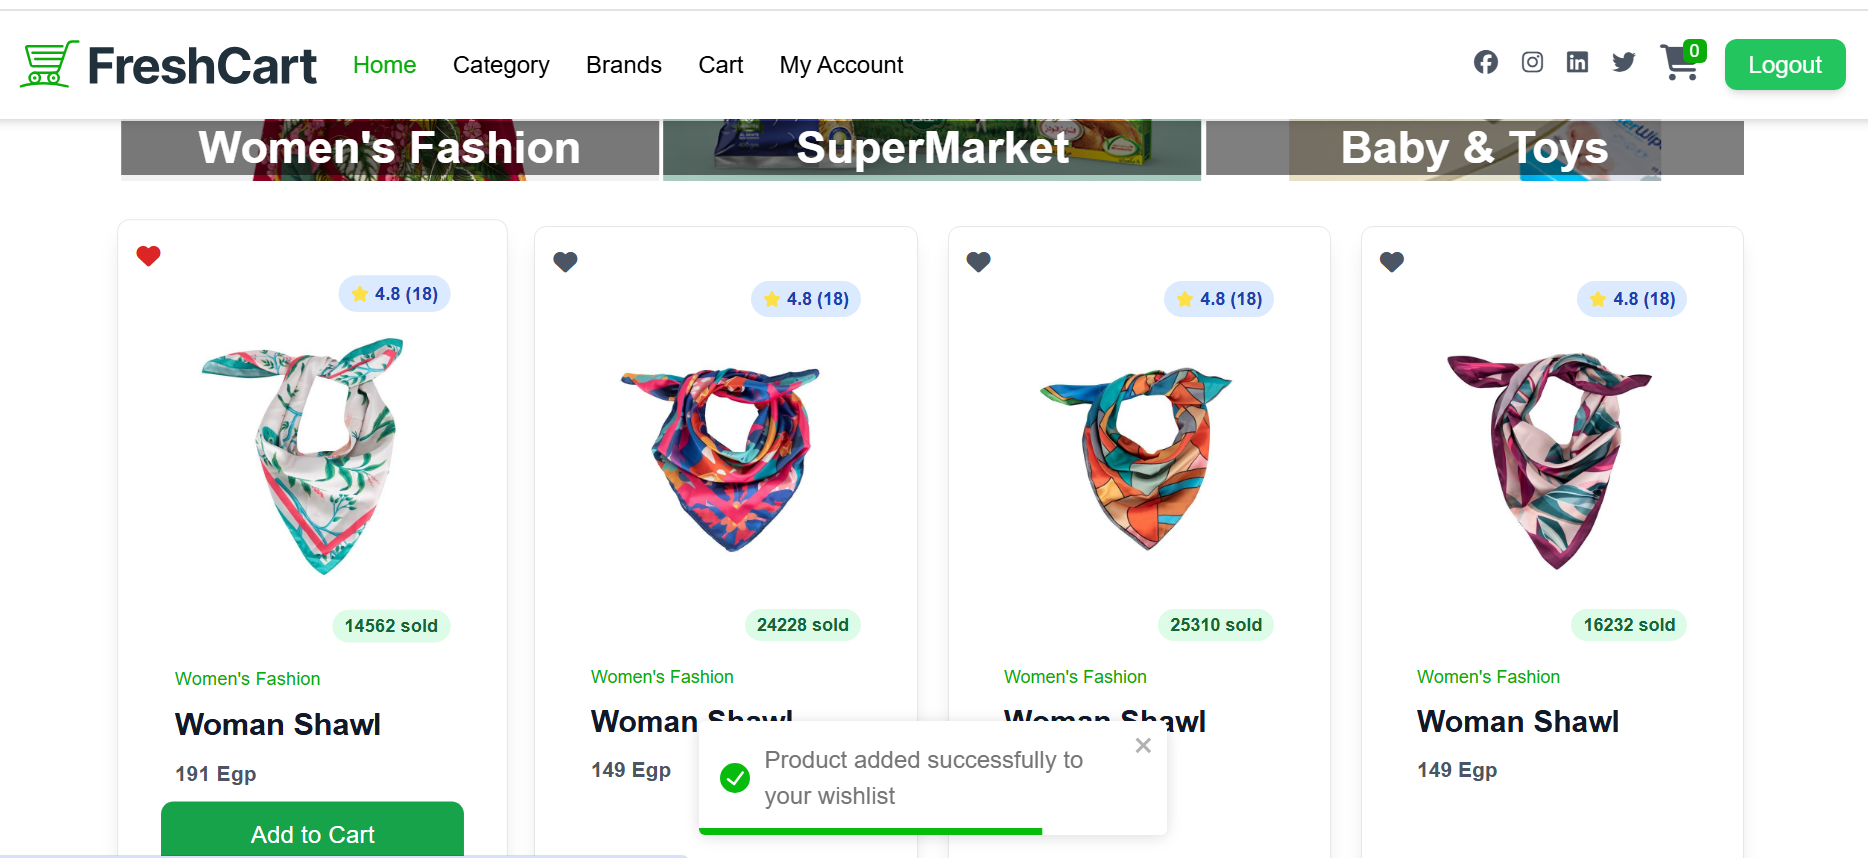 FreshCart
Home
Category
Brands
Cart
My Account
0
Logout
Women's Fashion
SuperMarket
Baby & Toys
4.8 (18)
4.8 (18)
4.8 (18)
4.8 (18)
14562 sold
24228 sold
25310 sold
16232 sold
Women's Fashion
Women's Fashion
Women's Fashion
Women's Fashion
Woman Shawl
Woman Shawl
Woman Shawl
Woman Shawl
191 Egp
149 Egp
149 Egp
Product added successfully to
your wishlist
Add to Cart